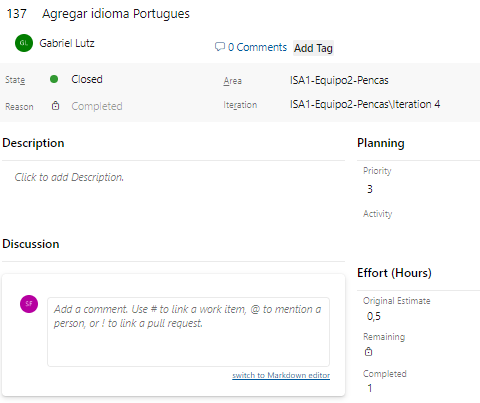 137 Agregar idioma Portugues
GL Gabriel Lutz
0 Comments Add Tag
State Closed
Area ISA1-Equipo2-Pencas
Reason Completed
Iteration ISA1-Equipo2-Pencas\Iteration 4
Description
Click to add Description.
Planning
Priority
3
Activity
Discussion
SF
Add a comment. Use # to link a work item, @ to mention a
person, or ! to link a pull request.
switch to Markdown editor
Effort (Hours)
Original Estimate
0,5
Remaining
Completed
1